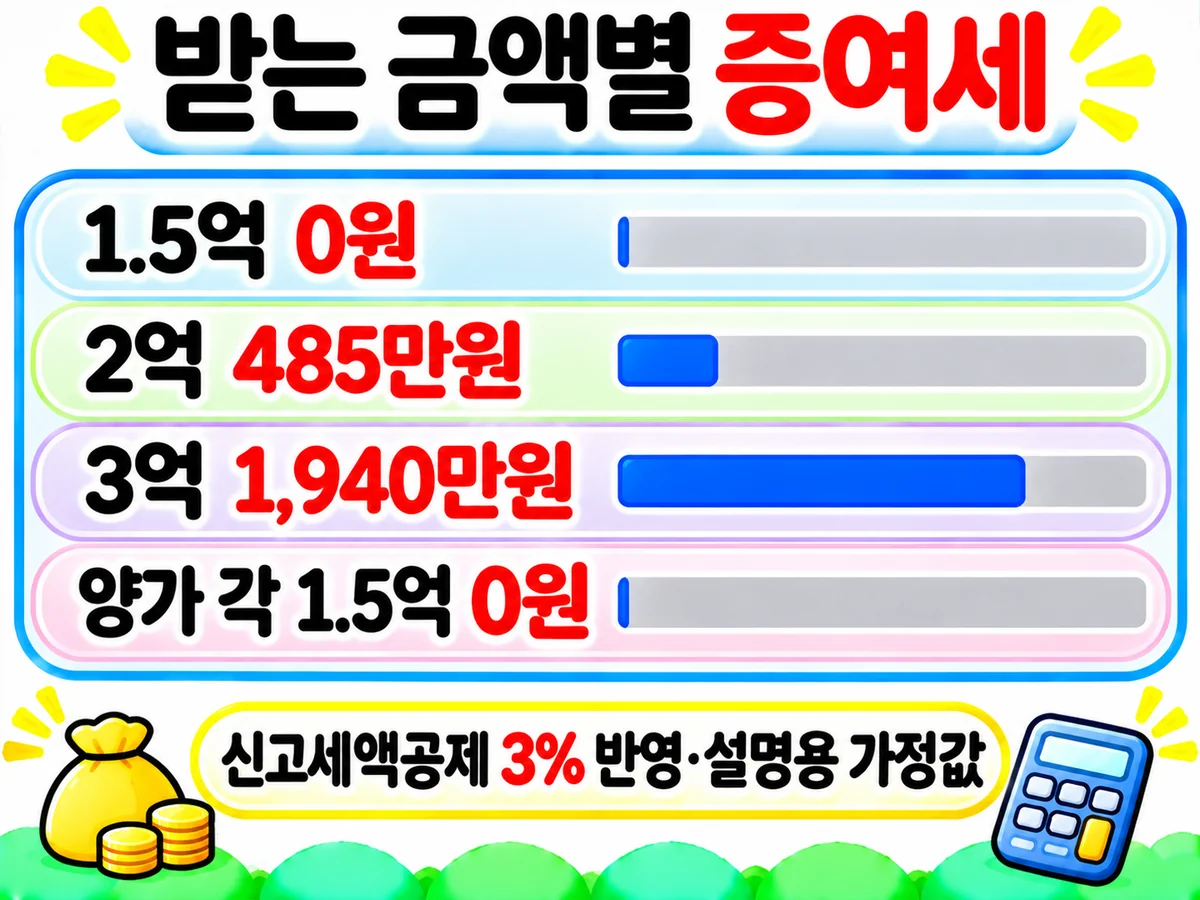 받는 금액별 증여세
1.5억 0원
2억 485만원
3억 1,940만원
양가 각 1.5억 0원
신고세액공제 3% 반영·설명용 가정값